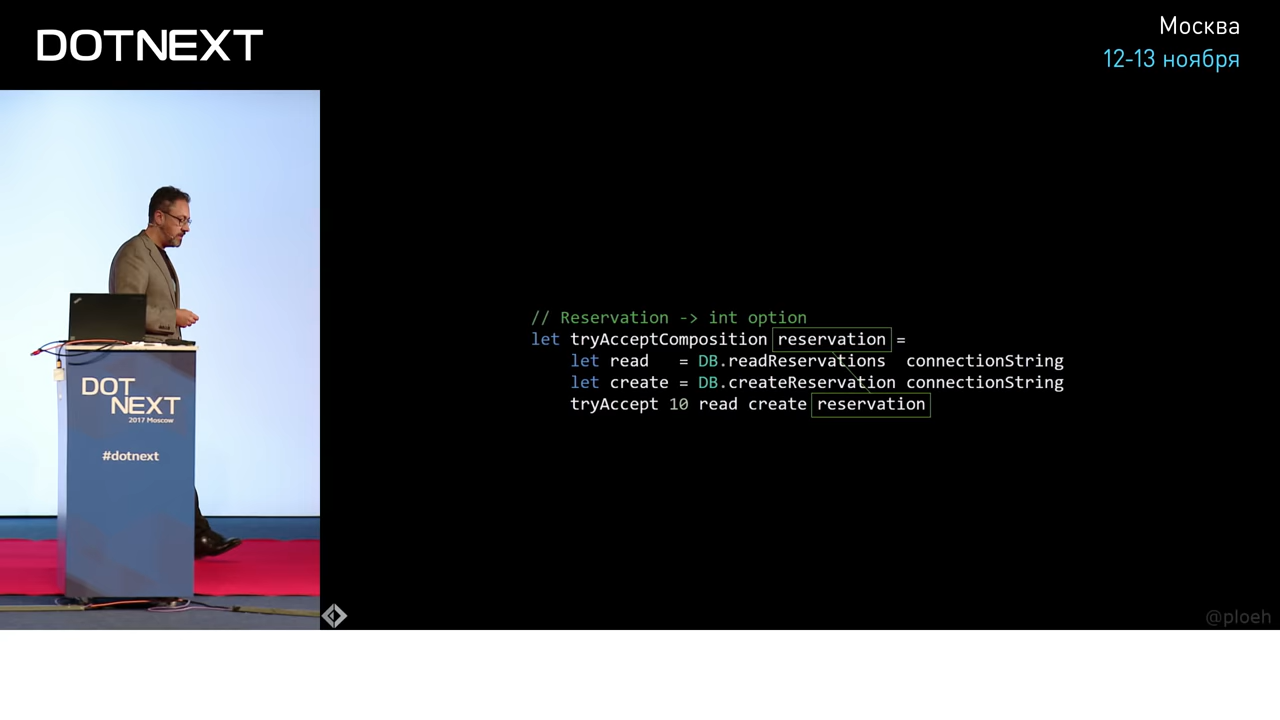 DOTNEXT
Москва
12-13 ноября
// Reservation -> int option
let tryAcceptComposition reservation =
    let read   = DB.readReservations  connectionString
    let create = DB.createReservation connectionString
    tryAccept 10 read create reservation
DOT
NEXT
2017 Moscow
#dotnext
@ploeh